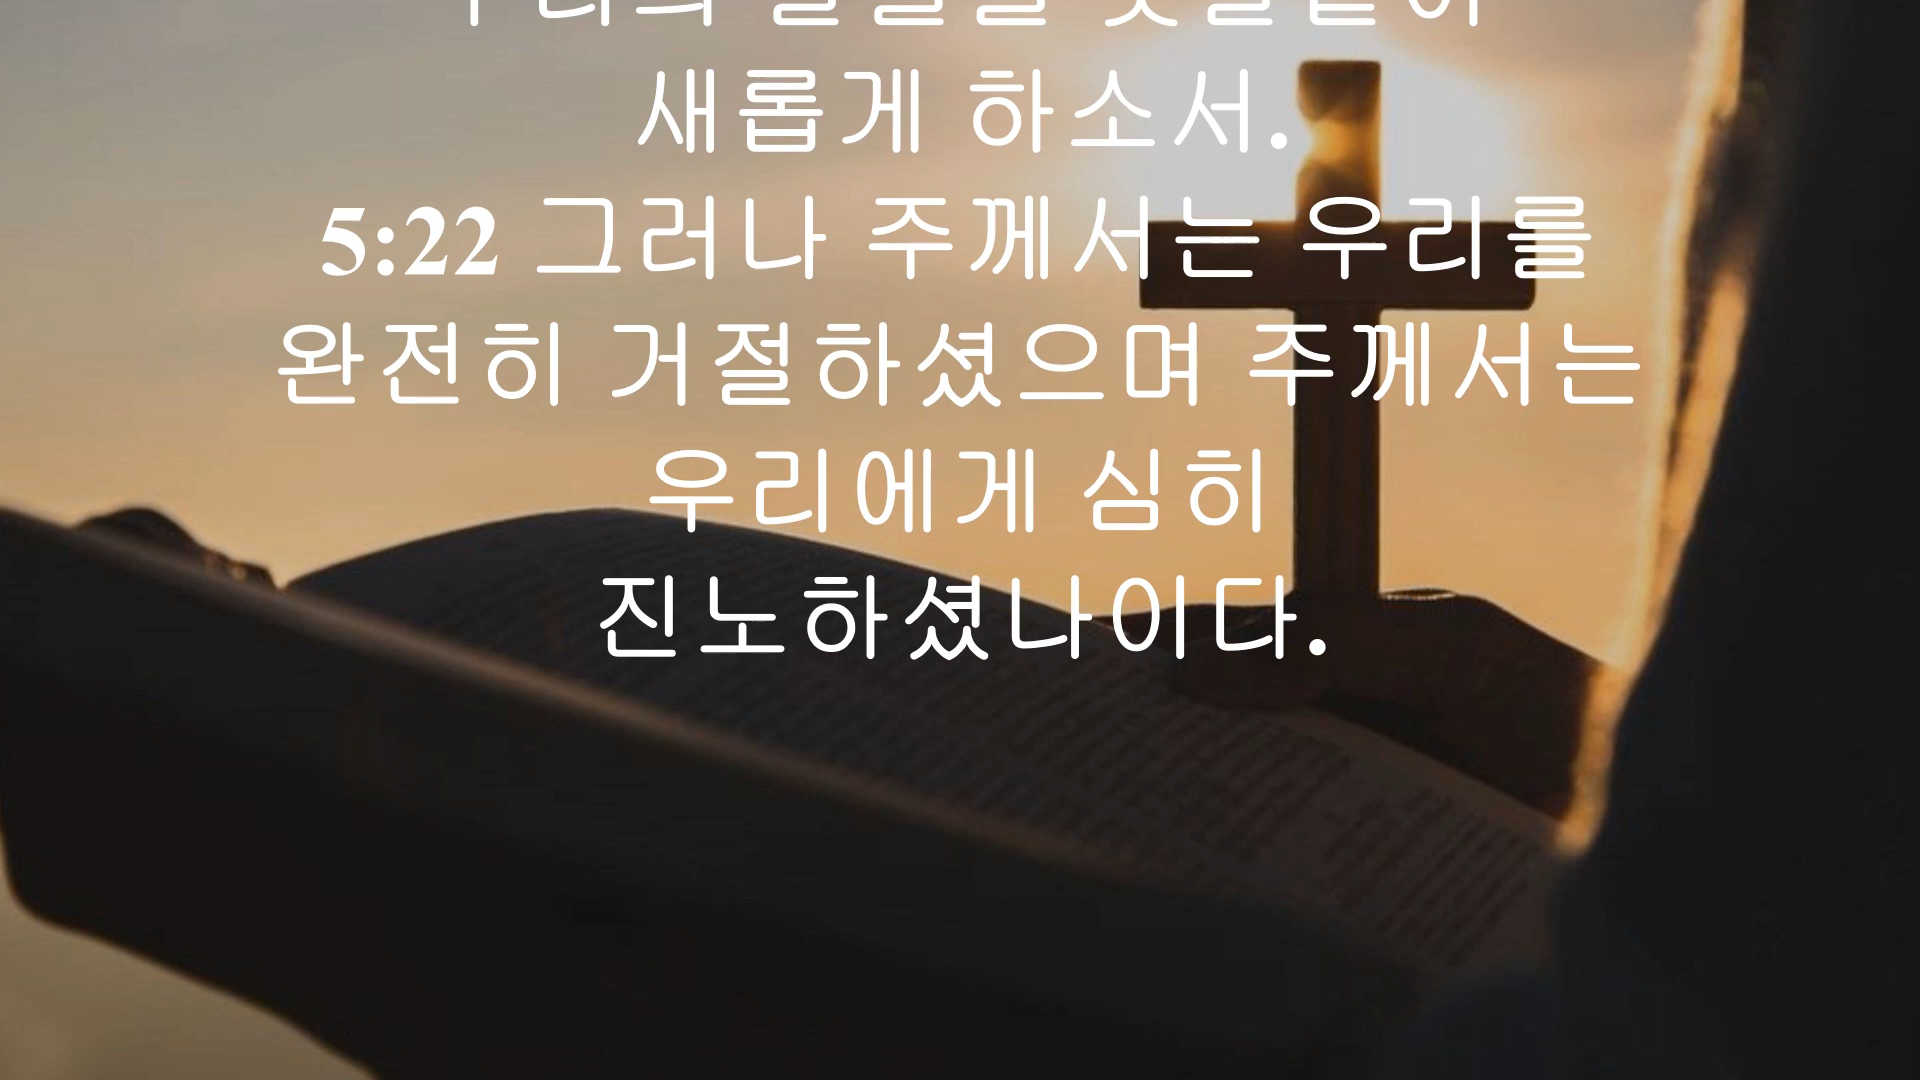 새롭게 하소서.
5:22 그러나 주께서는 우리를
완전히 거절하셨으며 주께서는
우리에게 심히
진노하셨나이다.